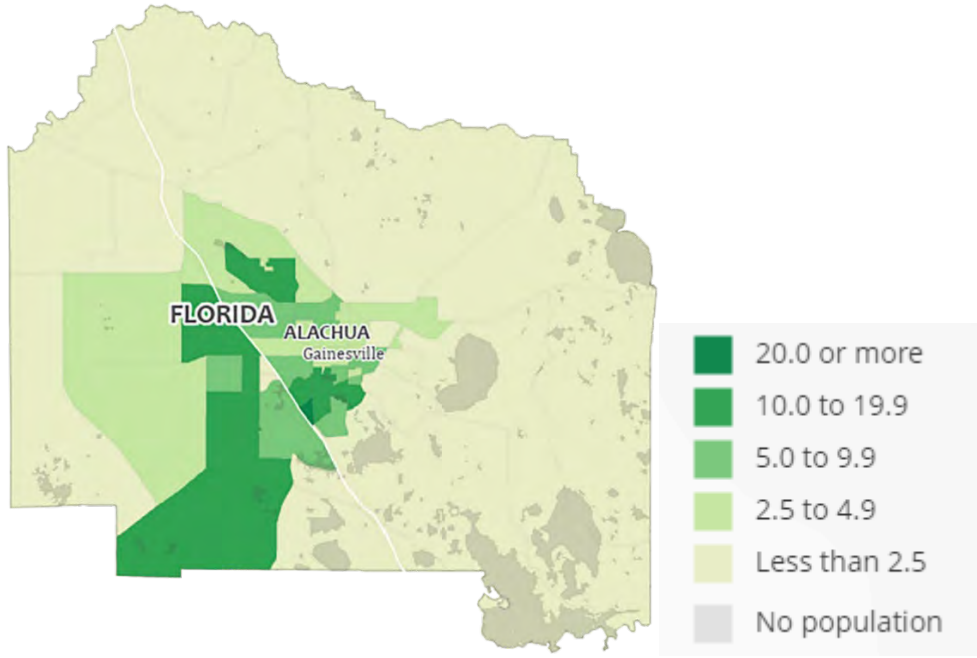 FLORIDA
ALACHUA
Gainesville
20.0 or more
10.0 to 19.9
5.0 to 9.9
2.5 to 4.9
Less than 2.5
No population